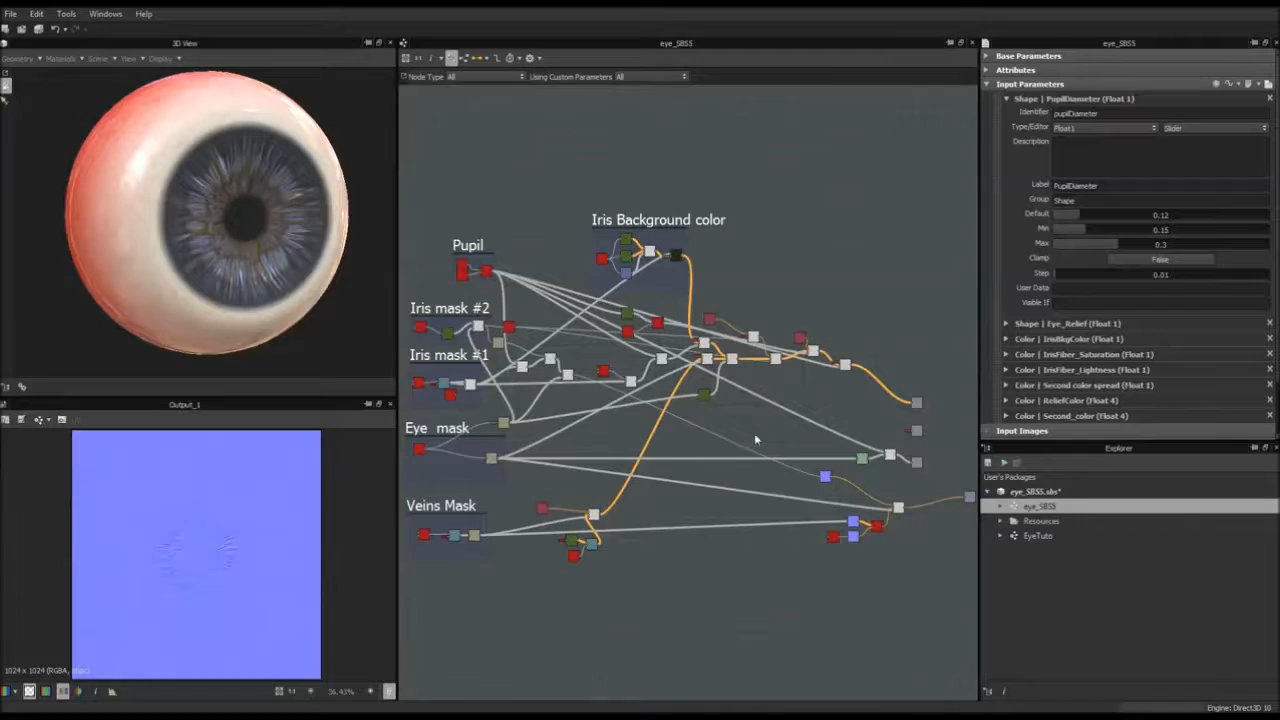 File Edit Tools Windows Help
3D View
Geometry Materials Scene View Display
Output_1
1024 x 1024 (RGBA,
36.43%
eye_SBS5
Node Type All Using Custom Parameters All
Iris Background color
Pupil
Iris mask #2
Iris mask #1
Eye mask
Veins Mask
eye_SBS5
Base Parameters
Attributes
Input Parameters
Shape | PupilDiameter (Float 1)
Identifier pupilDiameter
Type/Editor Float1 Slider
Description
Label PupilDiameter
Group Shape
Default 0.12
Min 0.15
Max 0.3
Clamp False
Step 0.01
User Data
Visible If
Shape | Eye_Relief (Float 1)
Color | IrisBkgColor (Float 1)
Color | IrisFiber_Saturation (Float 1)
Color | IrisFiber_Lightness (Float 1)
Color | Second color spread (Float 1)
Color | ReliefColor (Float 4)
Color | Second_color (Float 4)
Input Images
Explorer
User's Packages
eye_SBS5.sbs*
eye_SBS5
Resources
EyeTuto
Engine: Direct3D 10